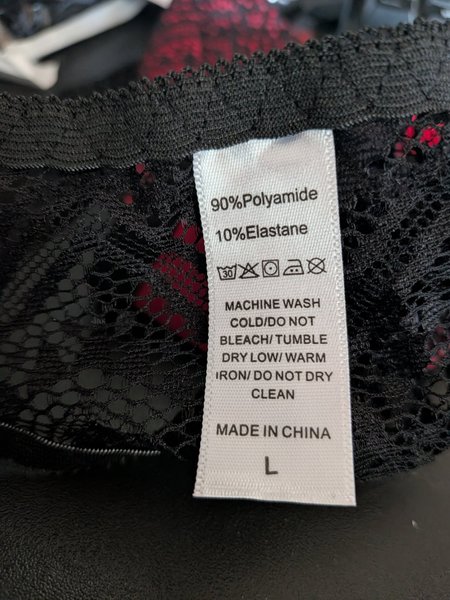 90%Polyamide
10%Elastane
30
MACHINE WASH
COLD/DO NOT
BLEACH/ TUMBLE
DRY LOW/ WARM
IRON/ DO NOT DRY
CLEAN
MADE IN CHINA
L